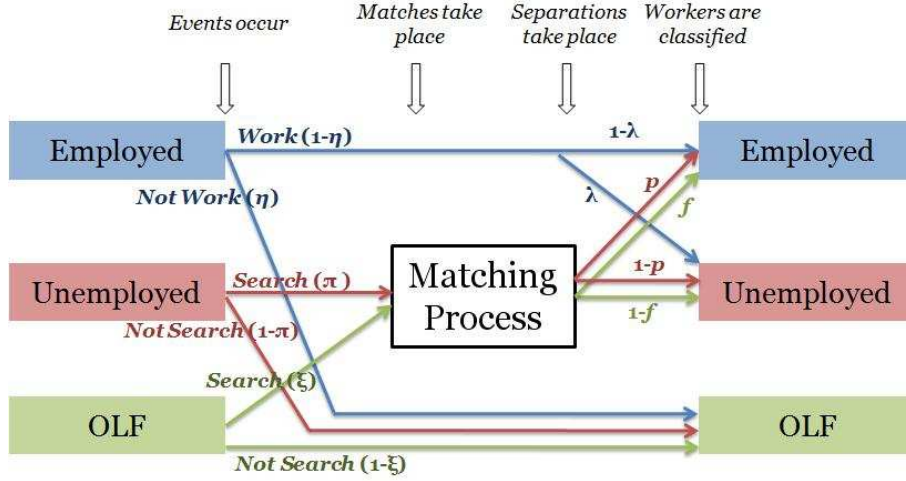 Events occur
Matches take
place
Separations
take place
Workers are
classified
Employed
Work (1-η)
1-λ
Employed
Not Work (η)
λ
p
f
Unemployed
Search (π)
Matching
Process
1-p
Unemployed
Not Search (1-π)
1-f
Search (ξ)
OLF
OLF
Not Search (1-ξ)